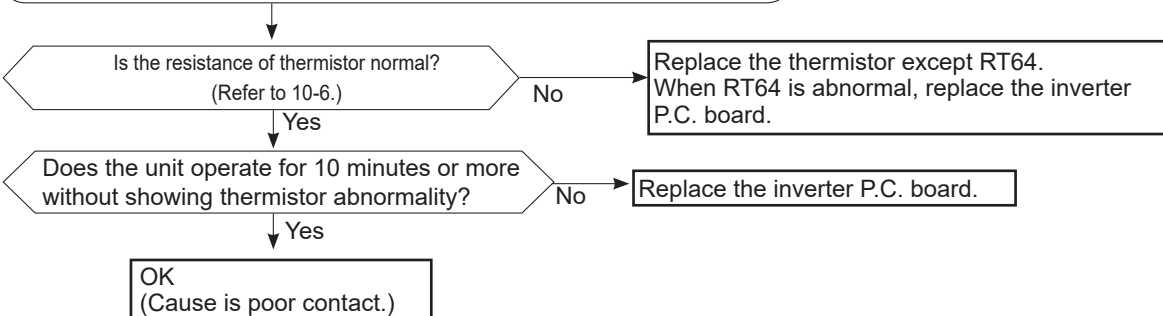 Is the resistance of thermistor normal?
(Refer to 10-6.)
No
Replace the thermistor except RT64.
When RT64 is abnormal, replace the inverter
P.C. board.
Yes
Does the unit operate for 10 minutes or more
without showing thermistor abnormality?
No
Replace the inverter P.C. board.
Yes
OK
(Cause is poor contact.)